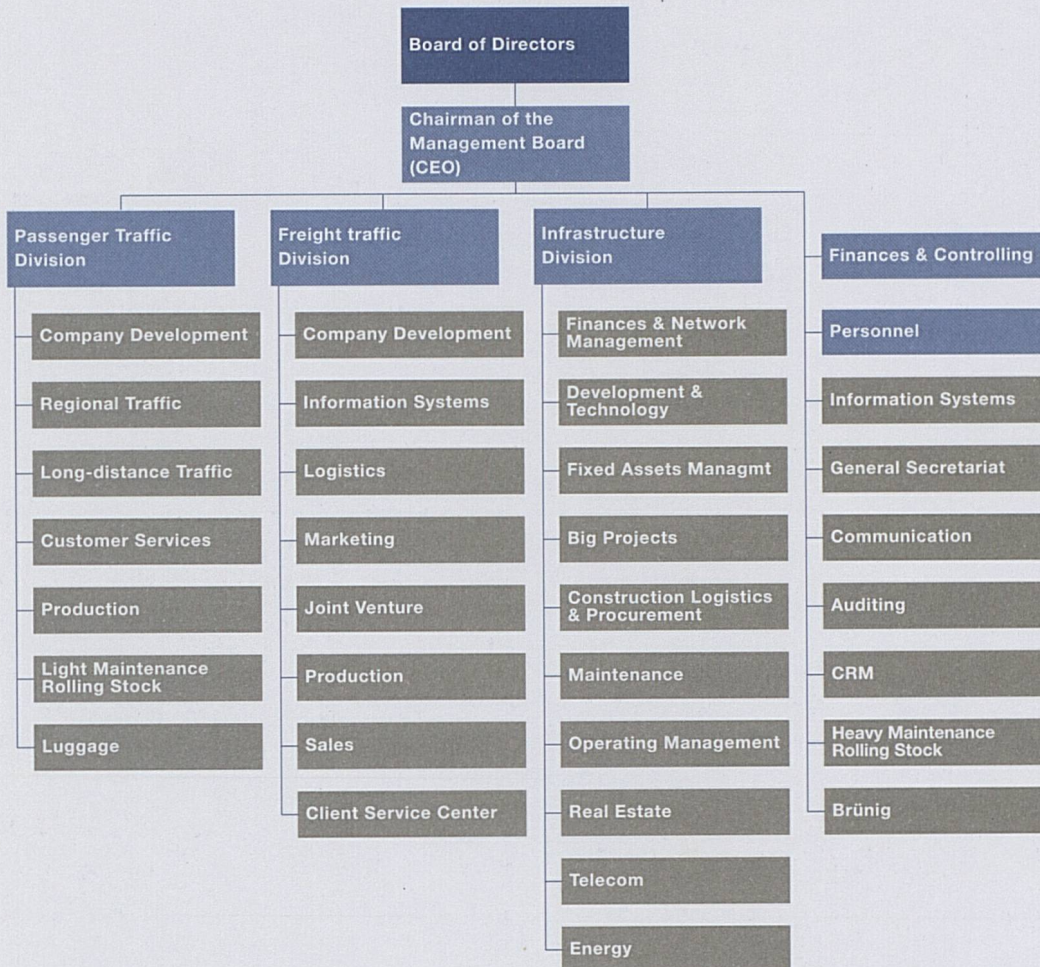 Board of Directors
Chairman of the
Management Board
(CEO)
Passenger Traffic
Division
Company Development
Regional Traffic
Long-distance Traffic
Customer Services
Production
Light Maintenance
Rolling Stock
Luggage
Freight traffic
Division
Company Development
Information Systems
Logistics
Marketing
Joint Venture
Production
Sales
Client Service Center
Infrastructure
Division
Finances & Network
Management
Development &
Technology
Fixed Assets Managmt
Big Projects
Construction Logistics
& Procurement
Maintenance
Operating Management
Real Estate
Telecom
Energy
Finances & Controlling
Personnel
Information Systems
General Secretariat
Communication
Auditing
CRM
Heavy Maintenance
Rolling Stock
Brünig